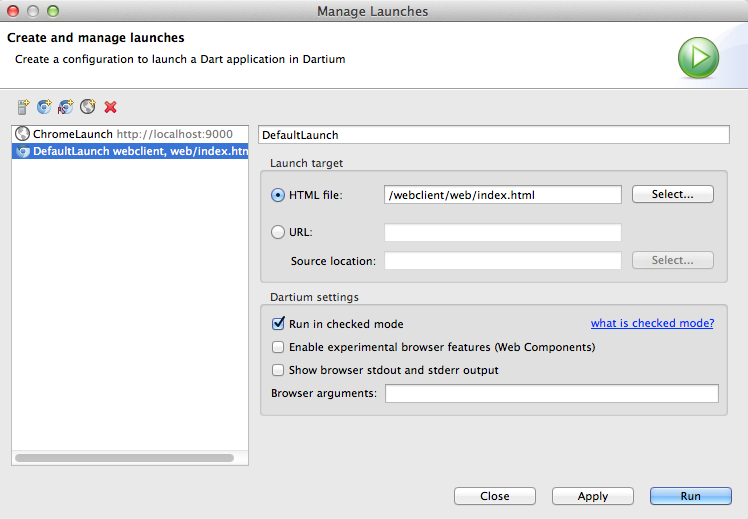 Manage Launches
Create and manage launches
Create a configuration to launch a Dart application in Dartium
ChromeLaunch http://localhost:9000
DefaultLaunch webclient, web/index.htn
DefaultLaunch
Launch target
HTML file: /webclient/web/index.html Select...
URL:
Source location: Select...
Dartium settings
Run in checked mode what is checked mode?
Enable experimental browser features (Web Components)
Show browser stdout and stderr output
Browser arguments:
Close Apply Run